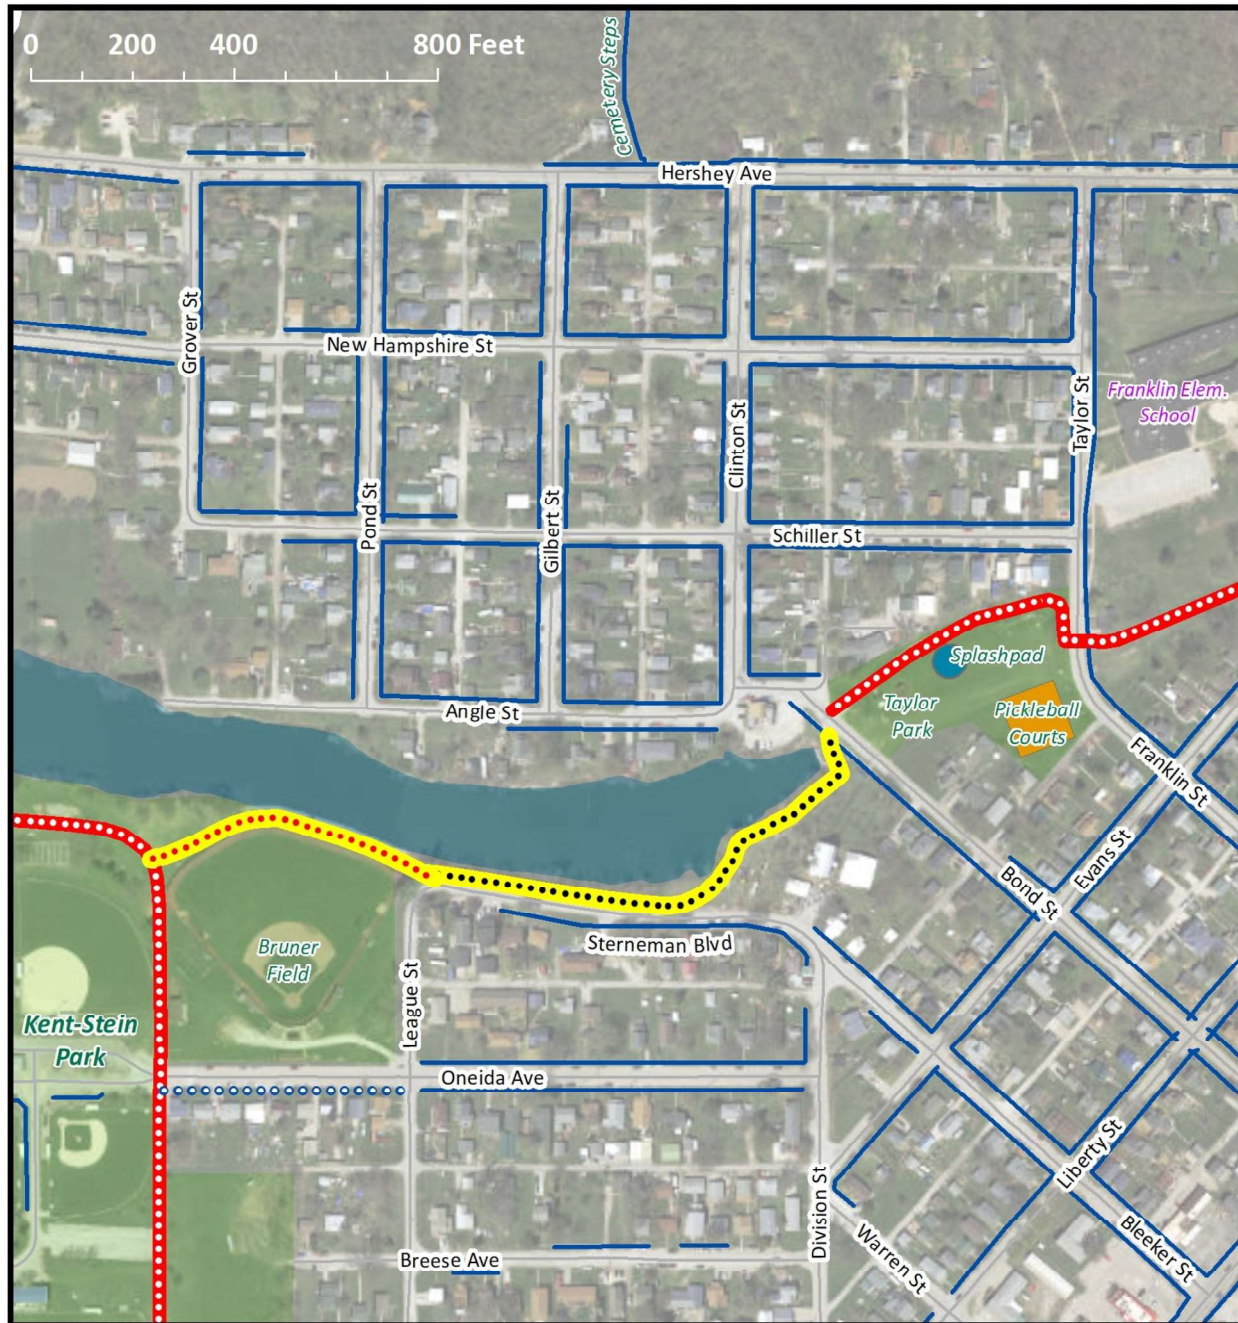 0 200 400 800 Feet
Cemetery Steps
Hershey Ave
Grover St
New Hampshire St
Franklin Elem.
School
Taylor St
Clinton St
Pond St
Gilbert St
Schiller St
Splashpad
Taylor
Park
Pickleball
Courts
Angle St
Franklin St
Evans St
Bond St
Sterneman Blvd
Bruner
Field
League St
Kent-Stein
Park
Oneida Ave
Liberty St
Division St
Bleeker St
Warren St
Breese Ave